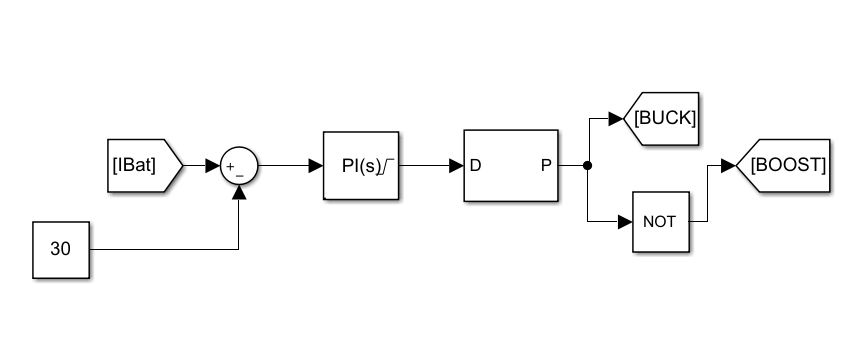 [BUCK]
[IBat]
+
−
PI(s)
D
P
[BOOST]
NOT
30